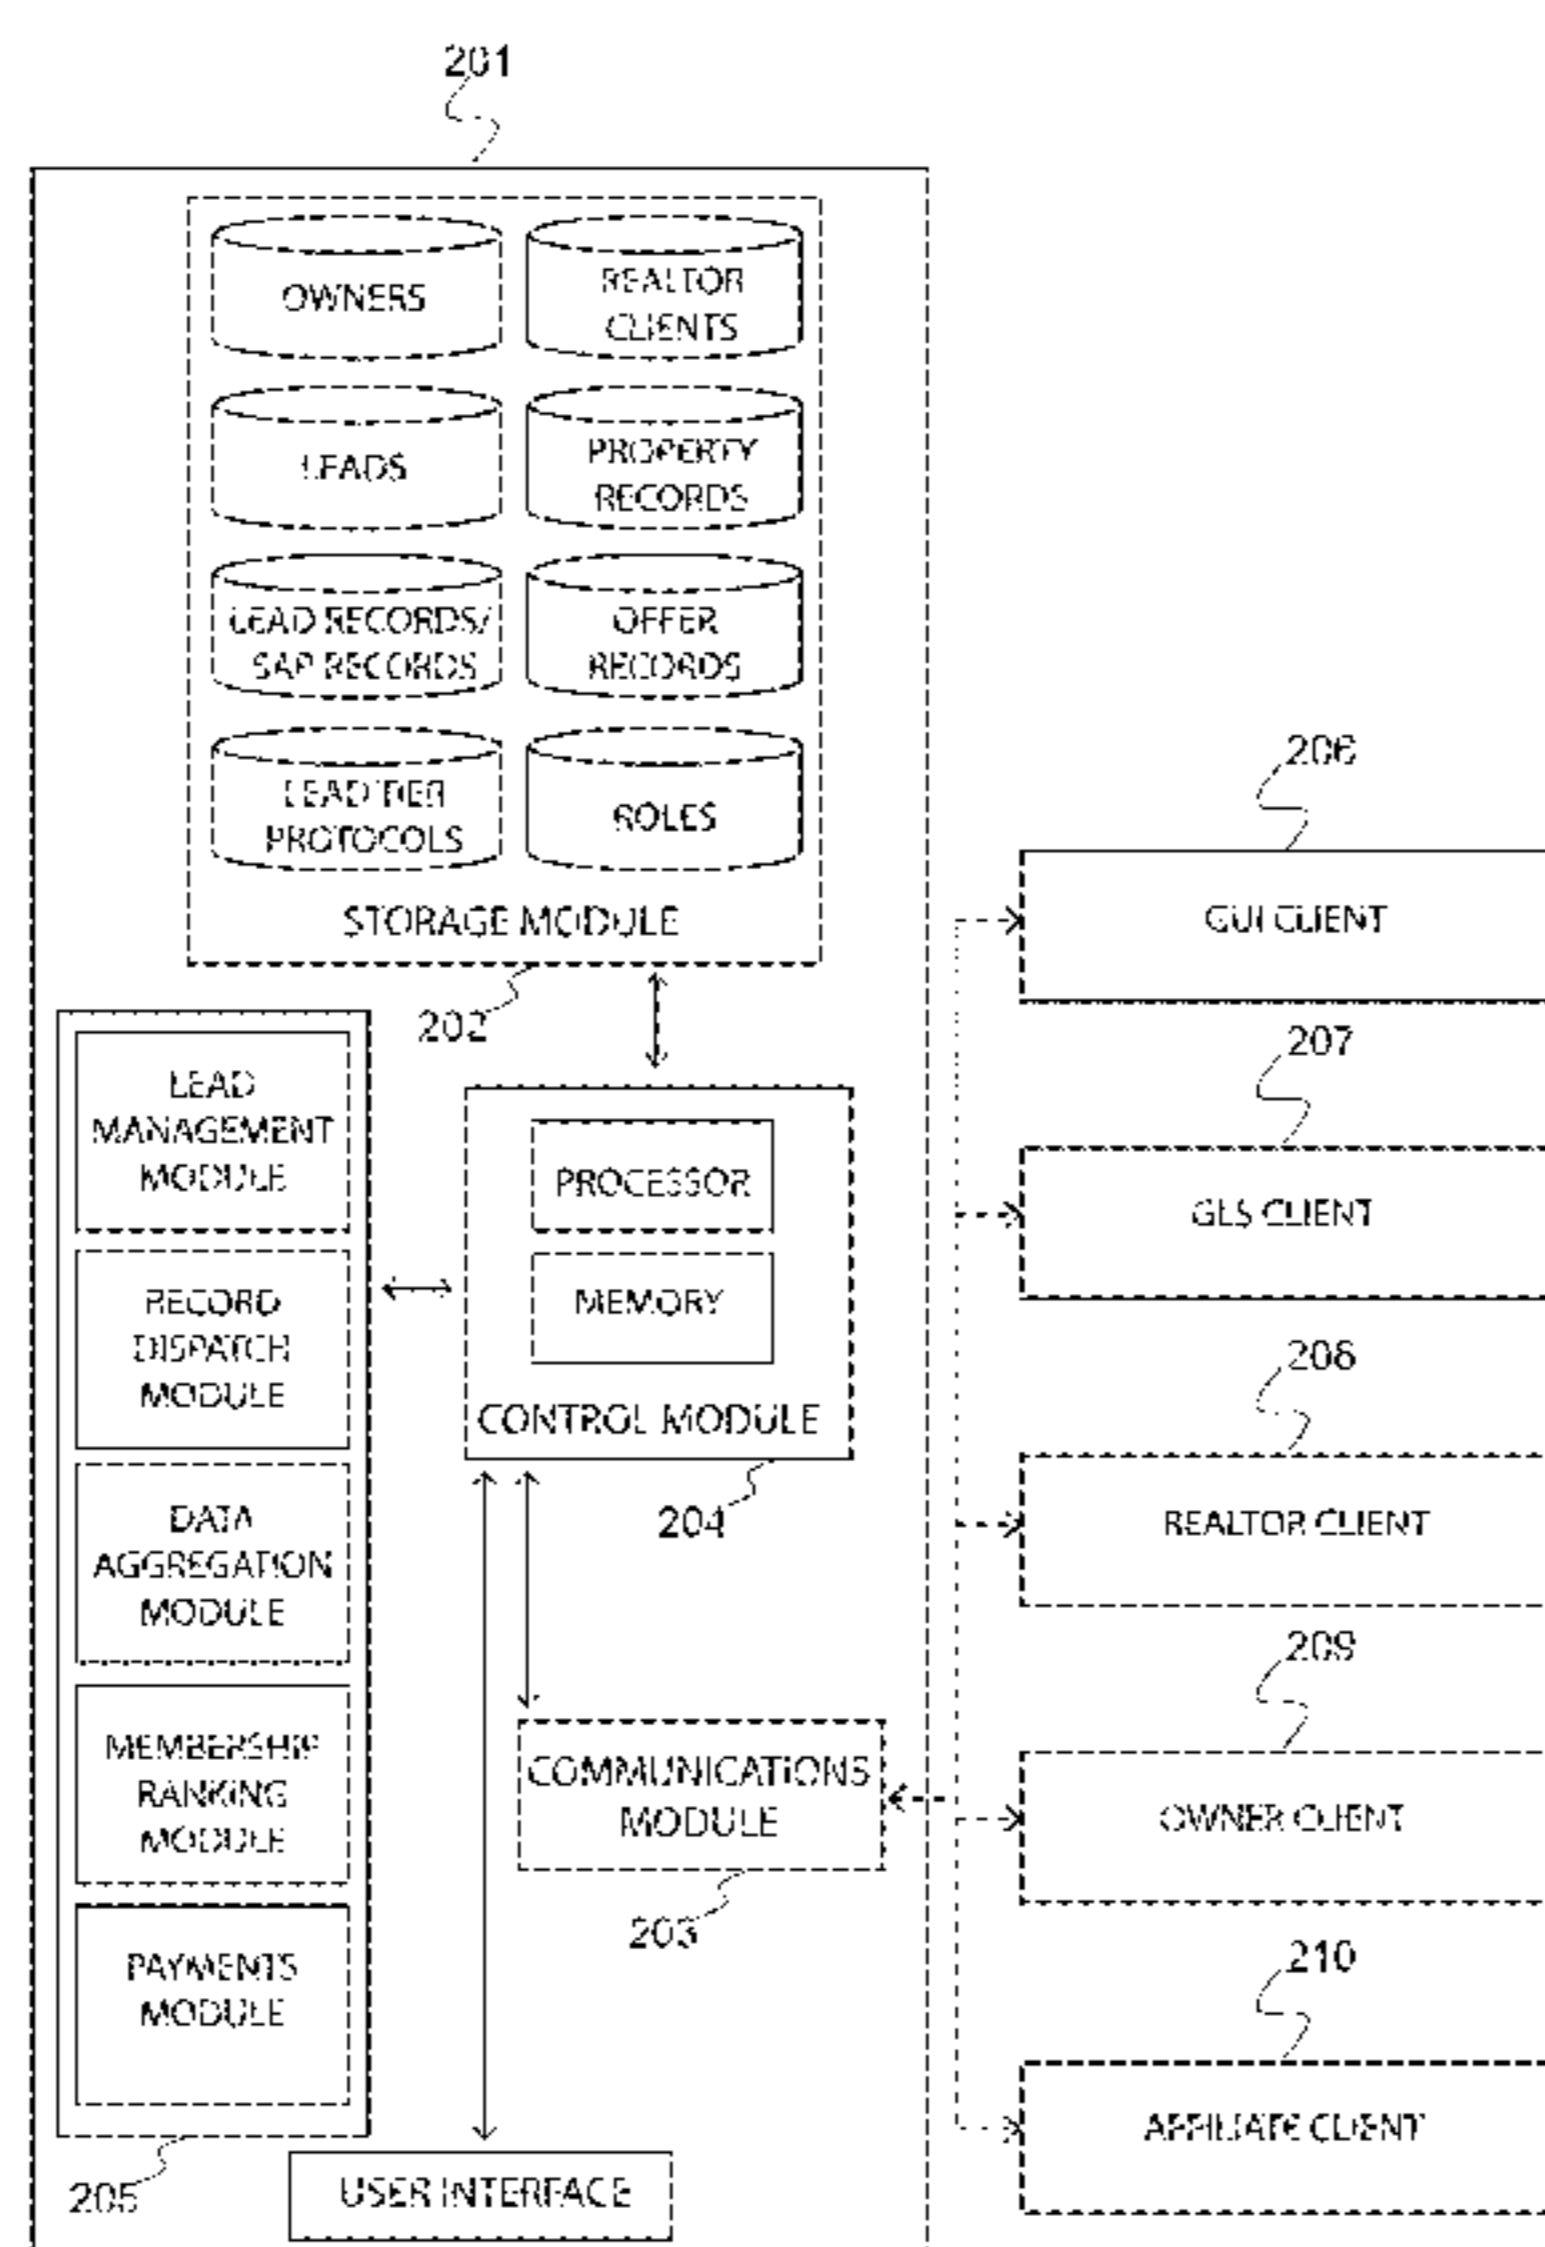 201
OWNERS
REALTOR
CLIENTS
LEADS
PROPERTY
RECORDS
LEAD RECORDS/
SAP RECORDS
OFFER
RECORDS
LEAD TIER
PROTOCOLS
ROLES
STORAGE MODULE
202
LEAD
MANAGEMENT
MODULE
RECORD
DISPATCH
MODULE
DATA
AGGREGATION
MODULE
MEMBERSHIP
RANKING
MODULE
PAYMENTS
MODULE
205
PROCESSOR
MEMORY
CONTROL MODULE
204
COMMUNICATIONS
MODULE
203
USER INTERFACE
206
GUI CLIENT
207
GLS CLIENT
208
REALTOR CLIENT
209
OWNER CLIENT
210
AFFILIATE CLIENT